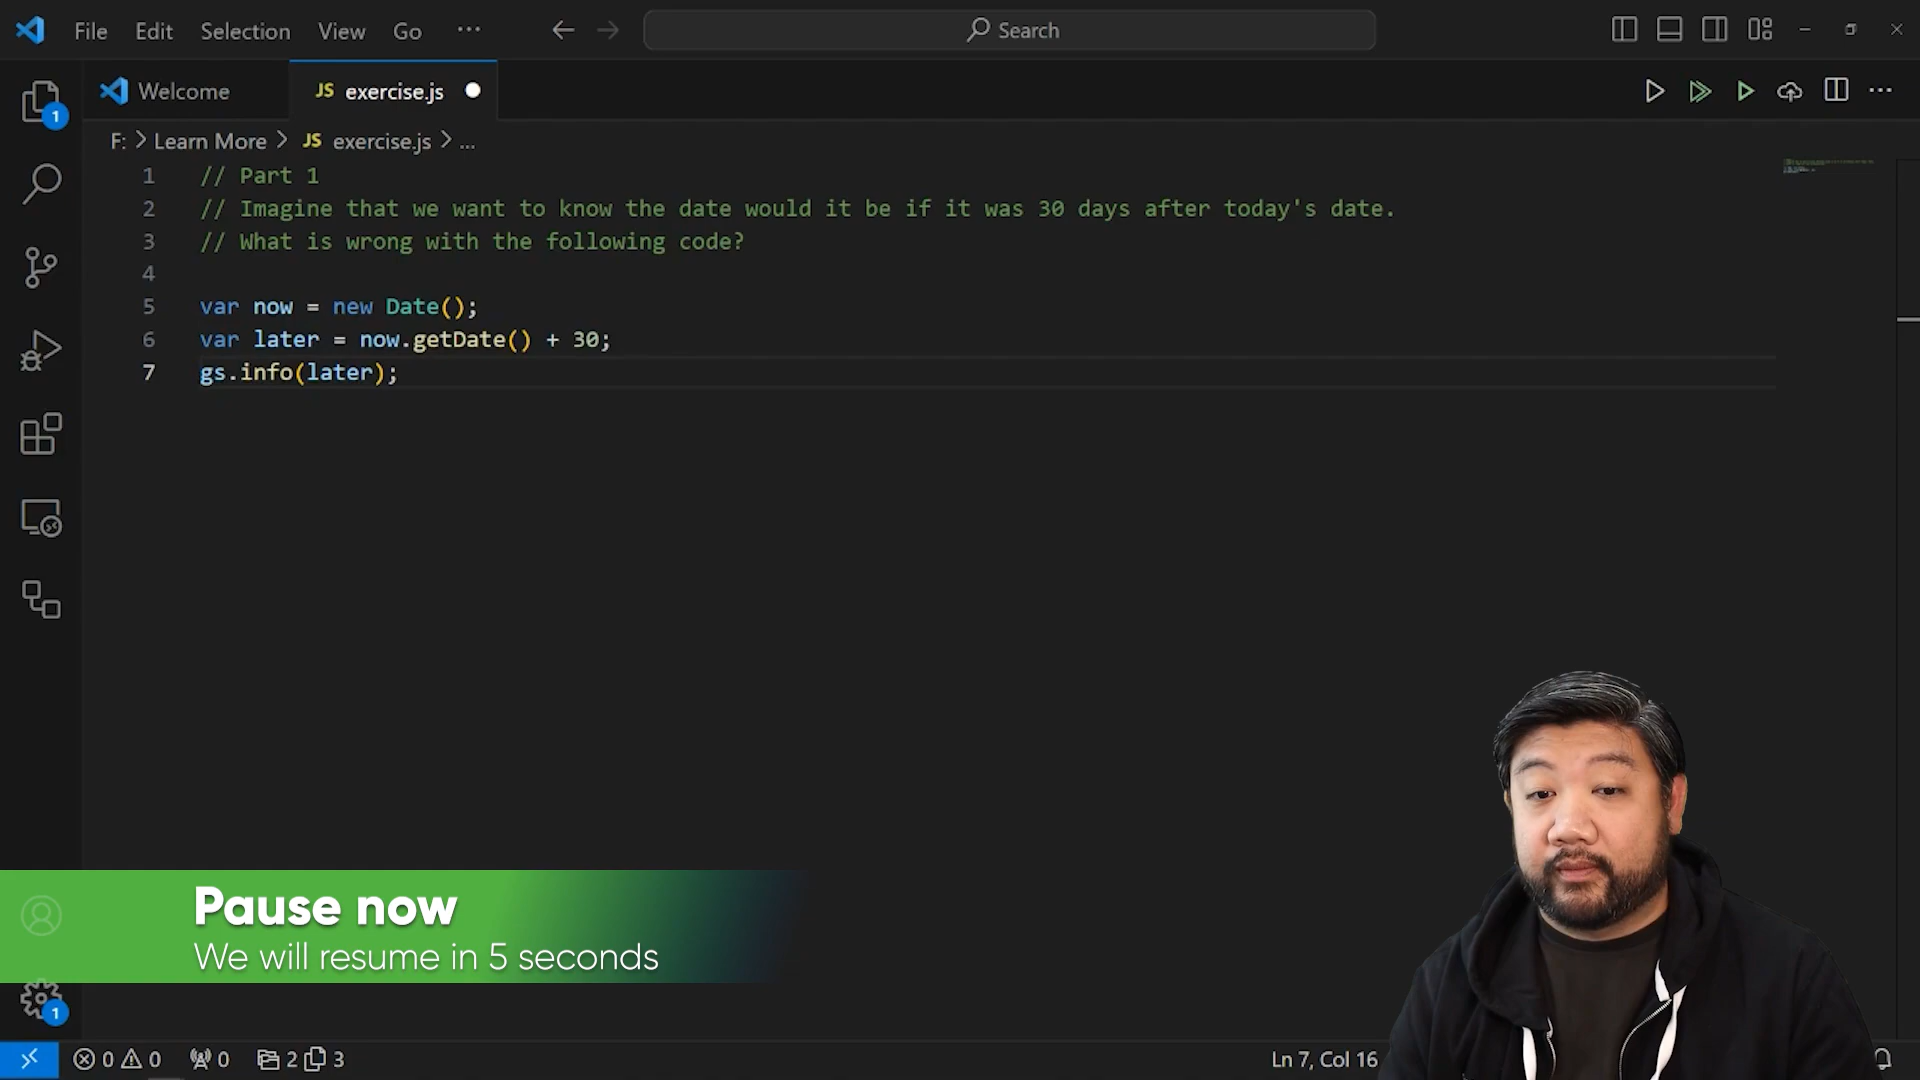 File Edit Selection View Go ···
Search
Welcome
JS exercise.js
1
F: > Learn More > JS exercise.js > ...
1 // Part 1
2 // Imagine that we want to know the date would it be if it was 30 days after today's date.
3 // What is wrong with the following code?
4
5 var now = new Date();
6 var later = now.getDate() + 30;
7 gs.info(later);
Pause now
We will resume in 5 seconds
1
0 0 0 2 3
Ln 7, Col 16